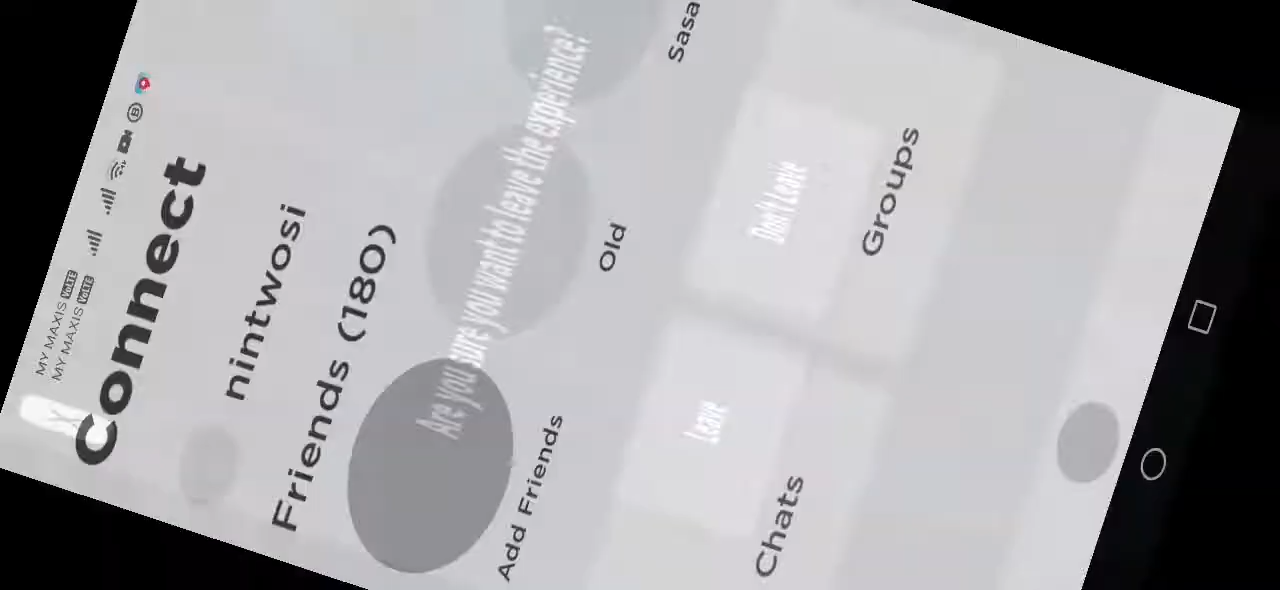 MY MAXIS VoLTE
MY MAXIS VoLTE
Connect
nintwosi
Friends (180)
Are you sure you want to leave the experience?
Add Friends
Old
Sasa
Leave
Don't Leave
Chats
Groups